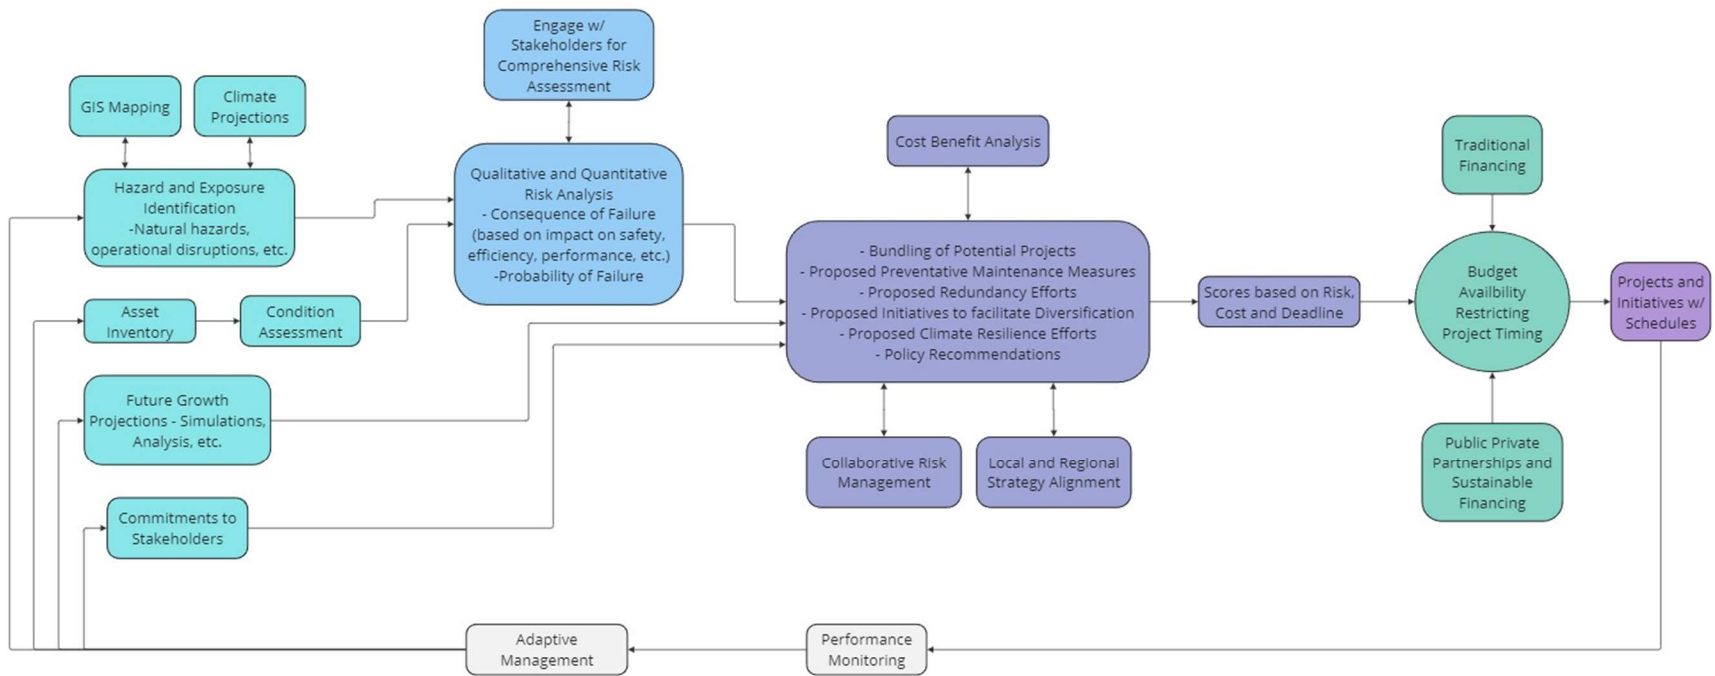 GIS Mapping
Climate
Projections
Hazard and Exposure
Identification
-Natural hazards,
operational disruptions, etc.
Asset
Inventory
Condition
Assessment
Future Growth
Projections - Simulations,
Analysis, etc.
Commitments to
Stakeholders
Engage w/
Stakeholders for
Comprehensive Risk
Assessment
Qualitative and Quantitative
Risk Analysis
- Consequence of Failure
(based on impact on safety,
efficiency, performance, etc.)
-Probability of Failure
Cost Benefit Analysis
- Bundling of Potential Projects
- Proposed Preventative Maintenance Measures
- Proposed Redundancy Efforts
- Proposed Initiatives to facilitate Diversification
- Proposed Climate Resilience Efforts
- Policy Recommendations
Collaborative Risk
Management
Local and Regional
Strategy Alignment
Scores based on Risk,
Cost and Deadline
Traditional
Financing
Budget
Availbility
Restricting
Project Timing
Public Private
Partnerships and
Sustainable
Financing
Projects and
Initiatives w/
Schedules
Performance
Monitoring
Adaptive
Management